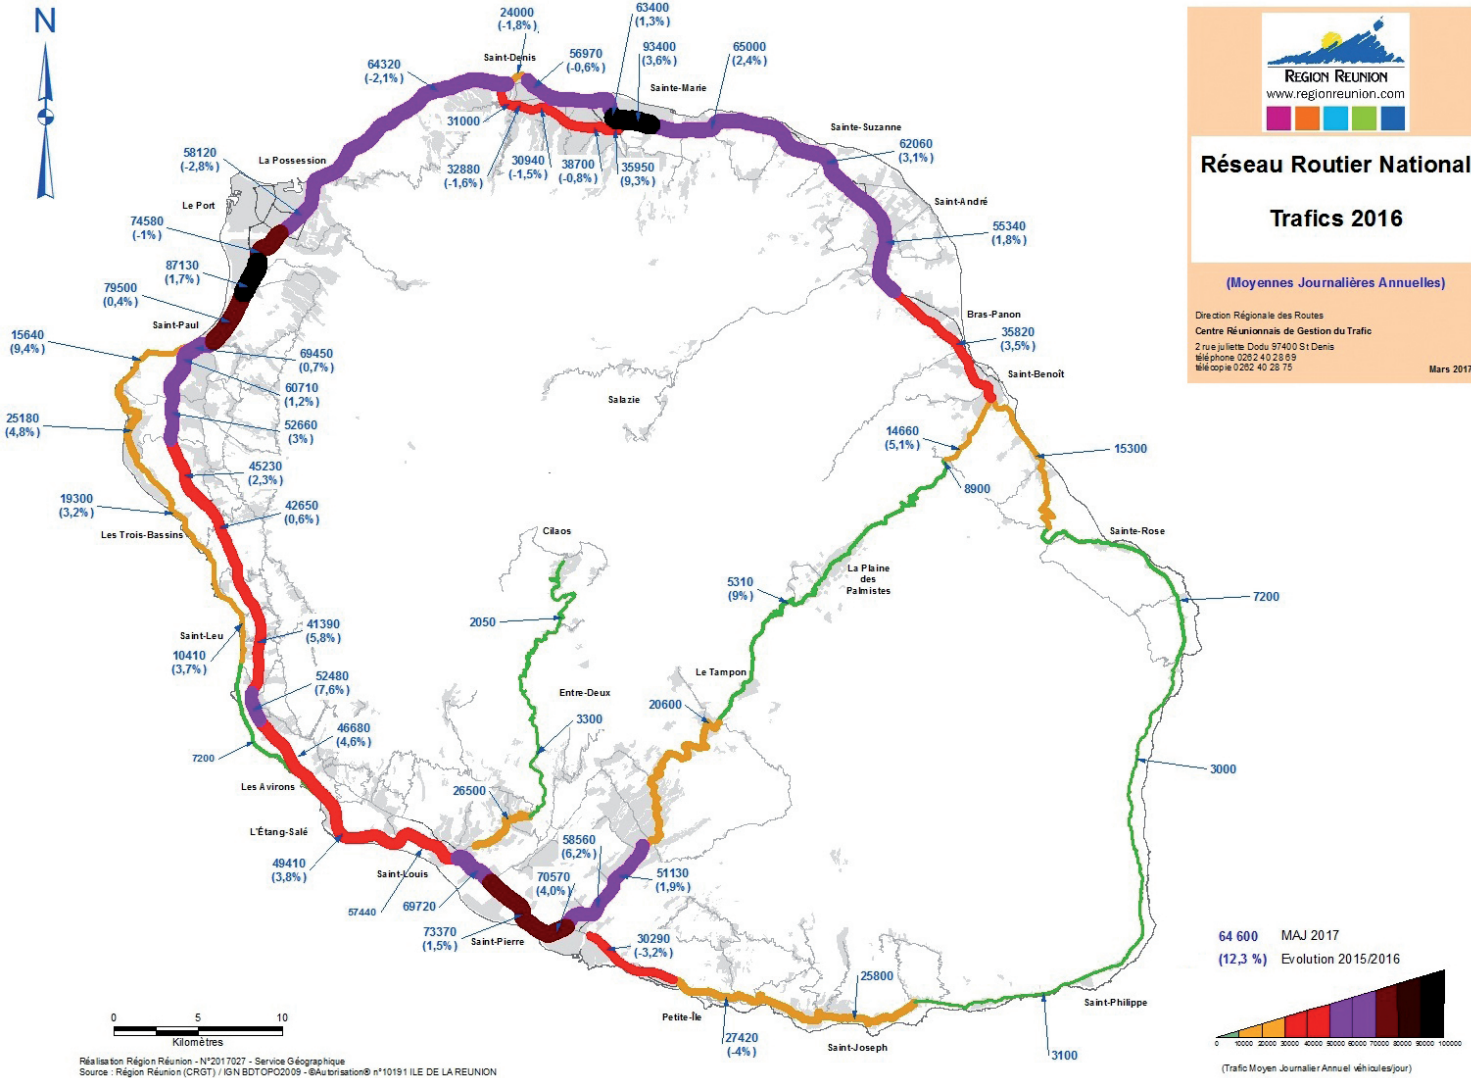 N
24000
(-1,8%)
63400
(1,3%)
93400
(3,6%)
65000
(2,4%)
Saint-Denis
56970
(-0,6%)
64320
(-2,1%)
Sainte-Marie
31000
32880
(-1,6%)
30940
(-1,5%)
38700
(-0,8%)
35950
(9,3%)
Sainte-Suzanne
62060
(3,1%)
58120
(-2,8%)
La Possession
Le Port
74580
(-1%)
87130
(1,7%)
79500
(0,4%)
Saint-André
55340
(1,8%)
Bras-Panon
35820
(3,5%)
Saint-Benoît
Saint-Paul
15640
(9,4%)
69450
(0,7%)
60710
(1,2%)
52660
(3%)
25180
(4,8%)
45230
(2,3%)
42650
(0,6%)
19300
(3,2%)
Les Trois-Bassins
Salazie
14660
(5,1%)
8900
15300
Cilaos
Sainte-Rose
La Plaine
des
Palmistes
5310
(9%)
7200
2050
Saint-Leu
10410
(3,7%)
41390
(5,8%)
52480
(7,6%)
46680
(4,6%)
7200
Le Tampon
Entre-Deux
20600
3300
3000
Les Avirons
26500
L'Étang-Salé
49410
(3,8%)
58560
(6,2%)
70570
(4,0%)
51130
(1,9%)
Saint-Louis
57440
69720
73370
(1,5%)
Saint-Pierre
30290
(-3,2%)
25800
Petite-Île
27420
(-4%)
Saint-Joseph
Saint-Philippe
3100
REGION REUNION
www.regionreunion.com
Réseau Routier National
Trafics 2016
(Moyennes Journalières Annuelles)
Direction Régionale des Routes
Centre Réunionnais de Gestion du Trafic
2 rue juliette Dodu 97400 St Denis
téléphone 0262 40 28 69
télécopie 0262 40 28 75
Mars 2017
64 600 MAJ 2017
(12,3 %) Evolution 2015/2016
0 10000 20000 30000 40000 50000 60000 70000 80000 90000 100000
(Trafic Moyen Journalier Annuel véhicules/jour)
0 5 10
Kilomètres
Réalisation Région Réunion - N°2017027 - Service Géographique
Source : Région Réunion (CRGT) / IGN BDTOPO2009 - ©Autorisation® n°10191 ILE DE LA REUNION